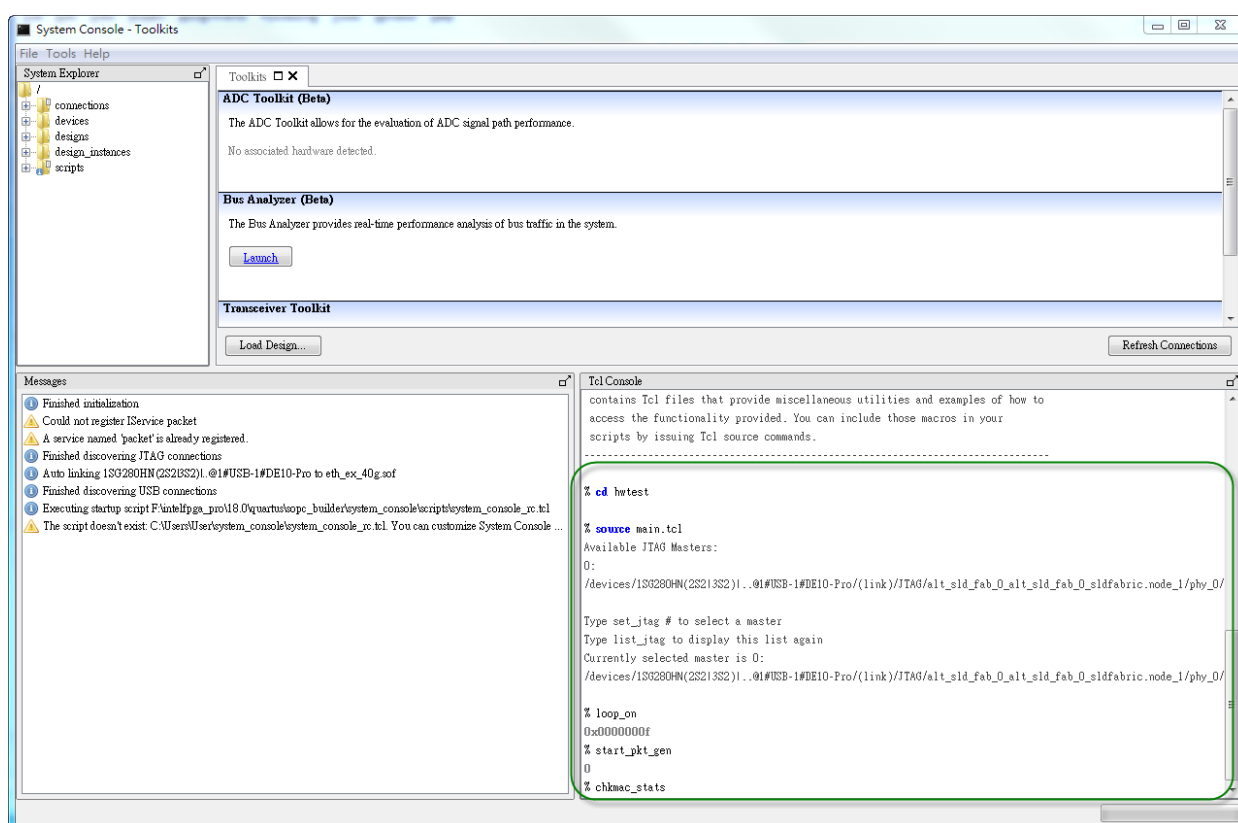 System Console - Toolkits
File Tools Help
System Explorer
/
connections
devices
designs
design_instances
scripts
Toolkits
ADC Toolkit (Beta)
The ADC Toolkit allows for the evaluation of ADC signal path performance.
No associated hardware detected.
Bus Analyzer (Beta)
The Bus Analyzer provides real-time performance analysis of bus traffic in the system.
Launch
Transceiver Toolkit
Load Design...
Refresh Connections
Messages
Finished initialization
Could not register IService packet
A service named 'packet' is already registered.
Finished discovering JTAG connections
Auto linking 1SG280HN(2S2|3S2)|..@1#USB-1#DE10-Pro to eth_ex_40g.sof
Finished discovering USB connections
Executing startup script F:\intelfpga_pro\18.0\quartus\sopc_builder\system_console\scripts\system_console_rc.tcl
The script doesn't exist: C:\Users\User\system_console\system_console_rc.tcl. You can customize System Console ...
Tcl Console
contains Tcl files that provide miscellaneous utilities and examples of how to
access the functionality provided. You can include those macros in your
scripts by issuing Tcl source commands.
-----------------------------------------------------------------------
% cd hwtest
% source main.tcl
Available JTAG Masters:
0:
/devices/1SG280HN(2S2|3S2)|..@1#USB-1#DE10-Pro/(link)/JTAG/alt_sld_fab_0_alt_sld_fab_0_sldfabric.node_1/phy_0/
Type set_jtag # to select a master
Type list_jtag to display this list again
Currently selected master is 0:
/devices/1SG280HN(2S2|3S2)|..@1#USB-1#DE10-Pro/(link)/JTAG/alt_sld_fab_0_alt_sld_fab_0_sldfabric.node_1/phy_0/
% loop_on
0x0000000f
% start_pkt_gen
0
% chkmac_stats